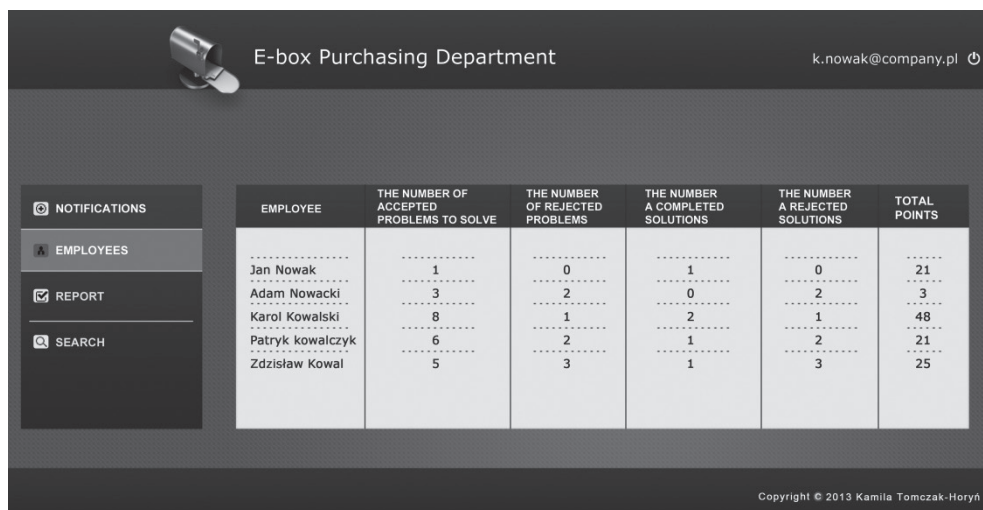 E-box Purchasing Department
k.nowak@company.pl
NOTIFICATIONS
EMPLOYEES
REPORT
SEARCH
EMPLOYEE
THE NUMBER OF
ACCEPTED
PROBLEMS TO SOLVE
THE NUMBER
OF REJECTED
PROBLEMS
THE NUMBER
A COMPLETED
SOLUTIONS
THE NUMBER
A REJECTED
SOLUTIONS
TOTAL
POINTS
Jan Nowak 1 0 1 0 21
Adam Nowacki 3 2 0 2 3
Karol Kowalski 8 1 2 1 48
Patryk kowalczyk 6 2 1 2 21
Zdzisław Kowal 5 3 1 3 25
Copyright © 2013 Kamila Tomczak-Horyń